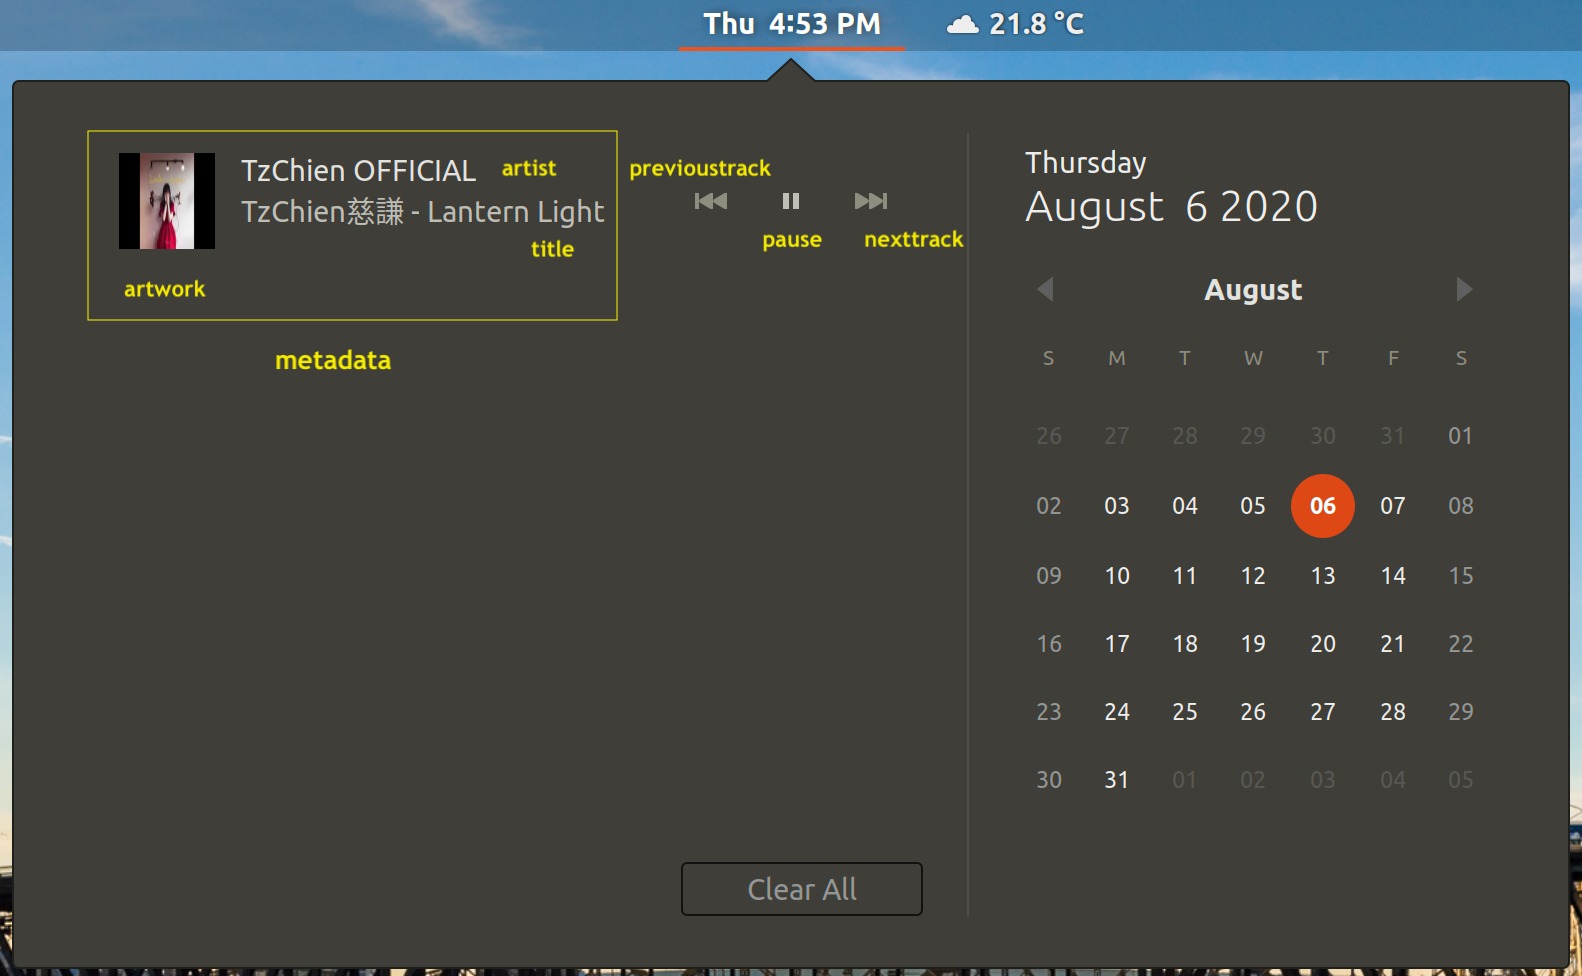 Thu 4:53 PM
21.8 °C
TzChien OFFICIAL
artist
TzChien慈謙 - Lantern Light
title
artwork
metadata
previoustrack
pause
nexttrack
Clear All
Thursday
August 6 2020
August
S M T W T F S
26 27 28 29 30 31 01
02 03 04 05 06 07 08
09 10 11 12 13 14 15
16 17 18 19 20 21 22
23 24 25 26 27 28 29
30 31 01 02 03 04 05